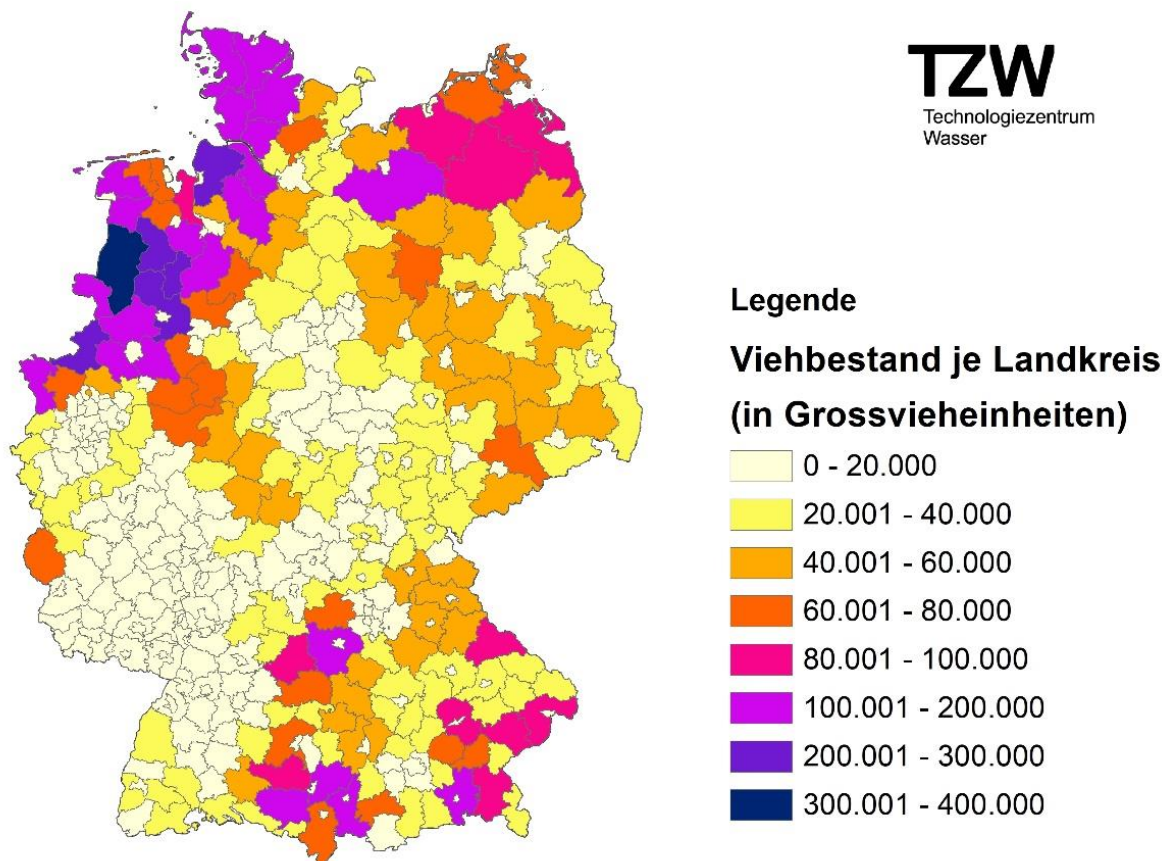 TZW
Technologiezentrum
Wasser
Legende
Viehbestand je Landkreis
(in Grossvieheinheiten)
0 - 20.000
20.001 - 40.000
40.001 - 60.000
60.001 - 80.000
80.001 - 100.000
100.001 - 200.000
200.001 - 300.000
300.001 - 400.000